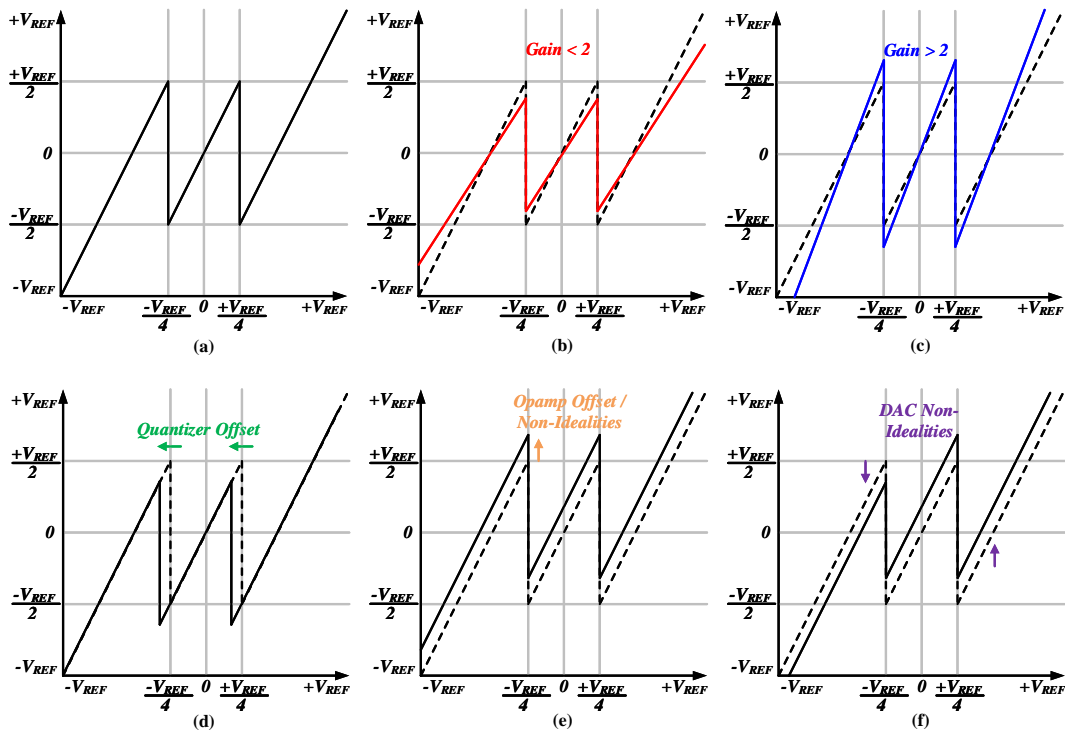 +VREF
+VREF
2
0
-VREF
2
-VREF
-VREF
-VREF
4
0
+VREF
4
+VREF
(a)
+VREF
Gain < 2
+VREF
2
0
-VREF
2
-VREF
-VREF
-VREF
4
0
+VREF
4
+VREF
(b)
+VREF
Gain > 2
+VREF
2
0
-VREF
2
-VREF
-VREF
-VREF
4
0
+VREF
4
+VREF
(c)
+VREF
Quantizer Offset
+VREF
2
0
-VREF
2
-VREF
-VREF
-VREF
4
0
+VREF
4
+VREF
(d)
+VREF
Opamp Offset /
Non-Idealities
+VREF
2
0
-VREF
2
-VREF
-VREF
-VREF
4
0
+VREF
4
+VREF
(e)
+VREF
DAC Non-
Idealities
+VREF
2
0
-VREF
2
-VREF
-VREF
-VREF
4
0
+VREF
4
+VREF
(f)